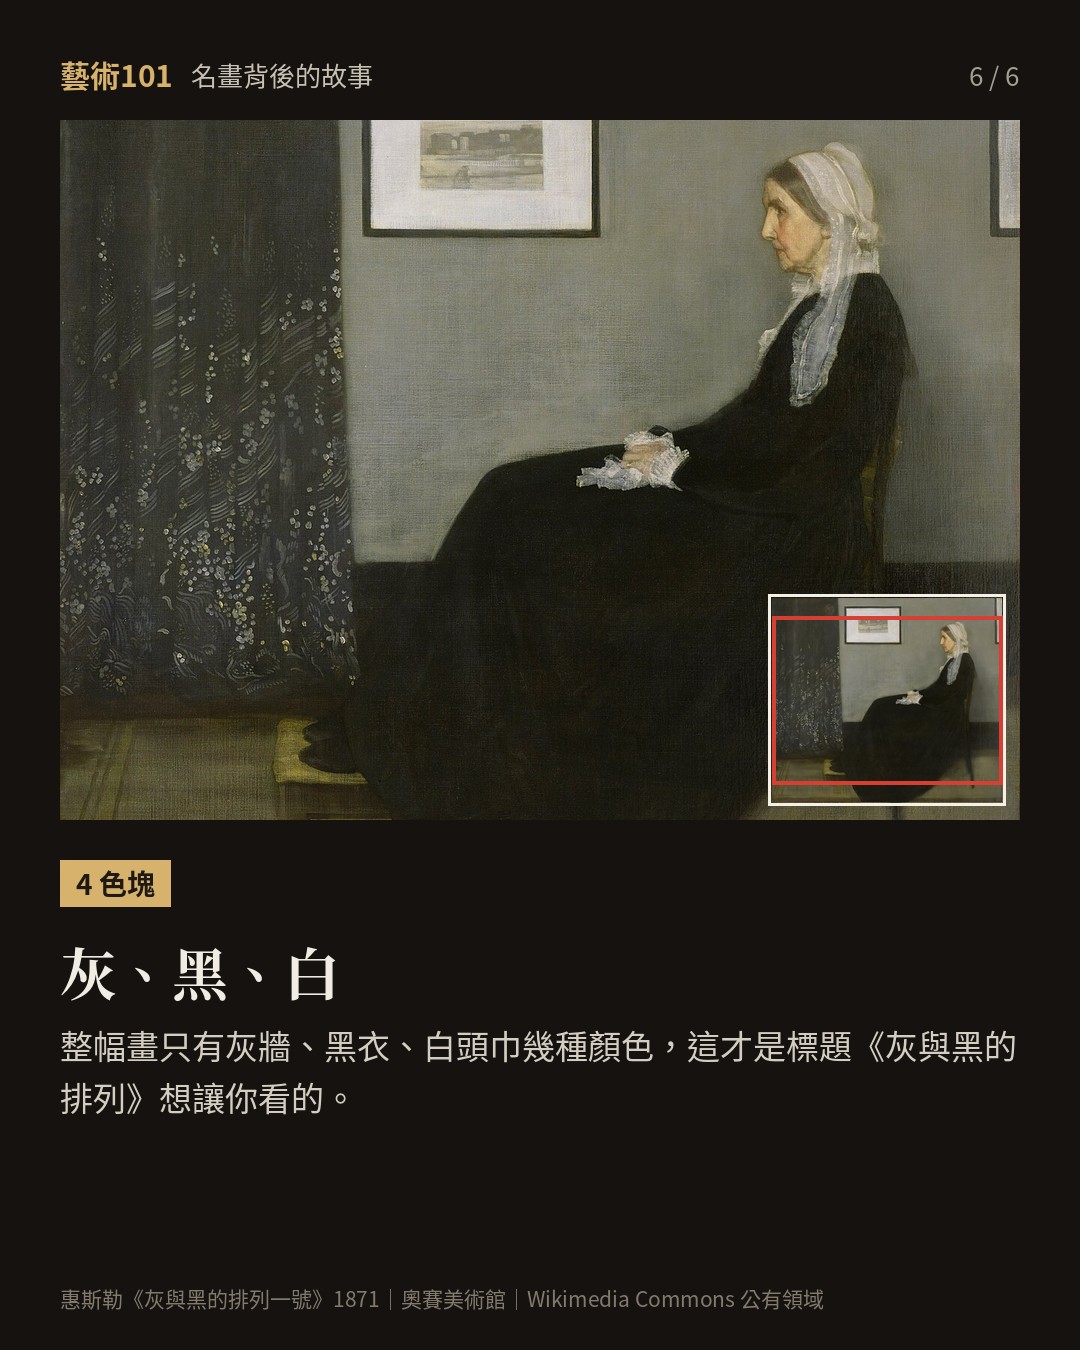 藝術101 名畫背後的故事 6 / 6
4 色塊
灰、黑、白
整幅畫只有灰牆、黑衣、白頭巾幾種顏色，這才是標題《灰與黑的
排列》想讓你看的。
惠斯勒《灰與黑的排列一號》1871｜奧賽美術館｜Wikimedia Commons 公有領域